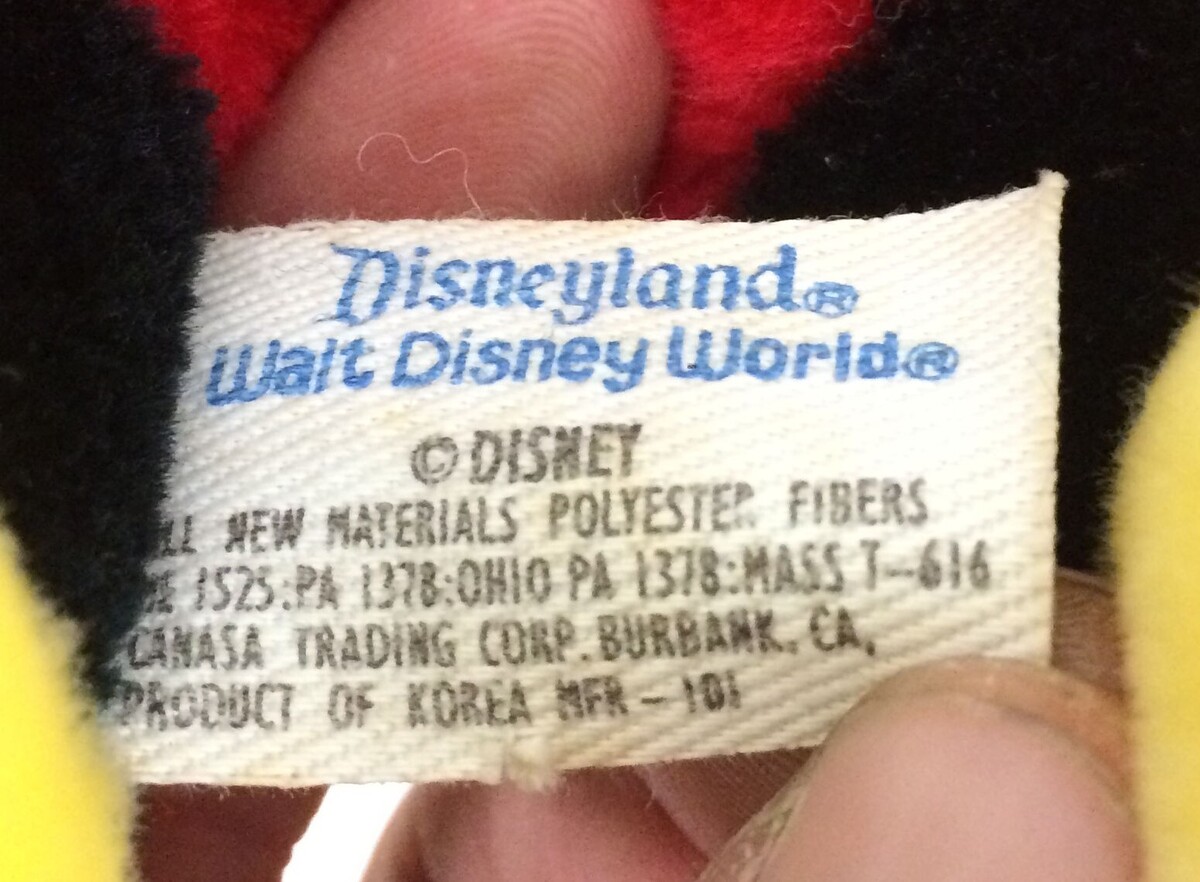 Disneyland®
Walt Disney World®
© DISNEY
LL NEW MATERIALS POLYESTER FIBERS
1525:PA 1378:OHIO PA 1378:MASS T-616
CANASA TRADING CORP. BURBANK. CA,
PRODUCT OF KOREA MFR - 101